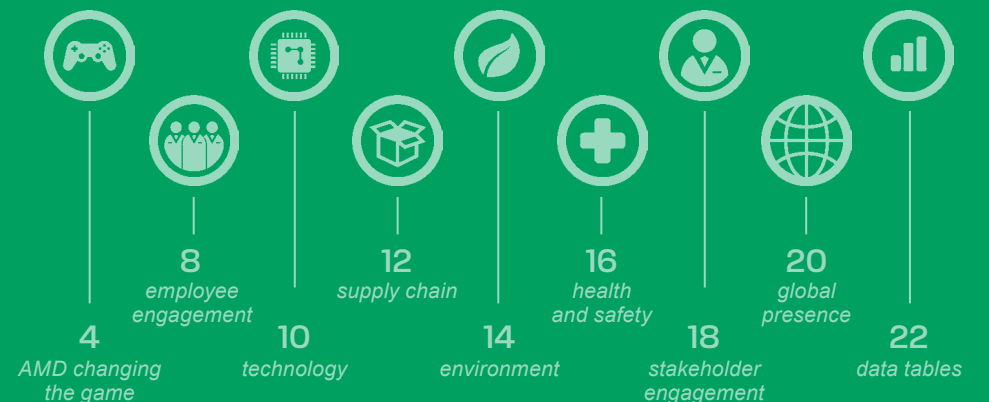 4
AMD changing
the game
8
employee
engagement
10
technology
12
supply chain
14
environment
16
health
and safety
18
stakeholder
engagement
20
global
presence
22
data tables